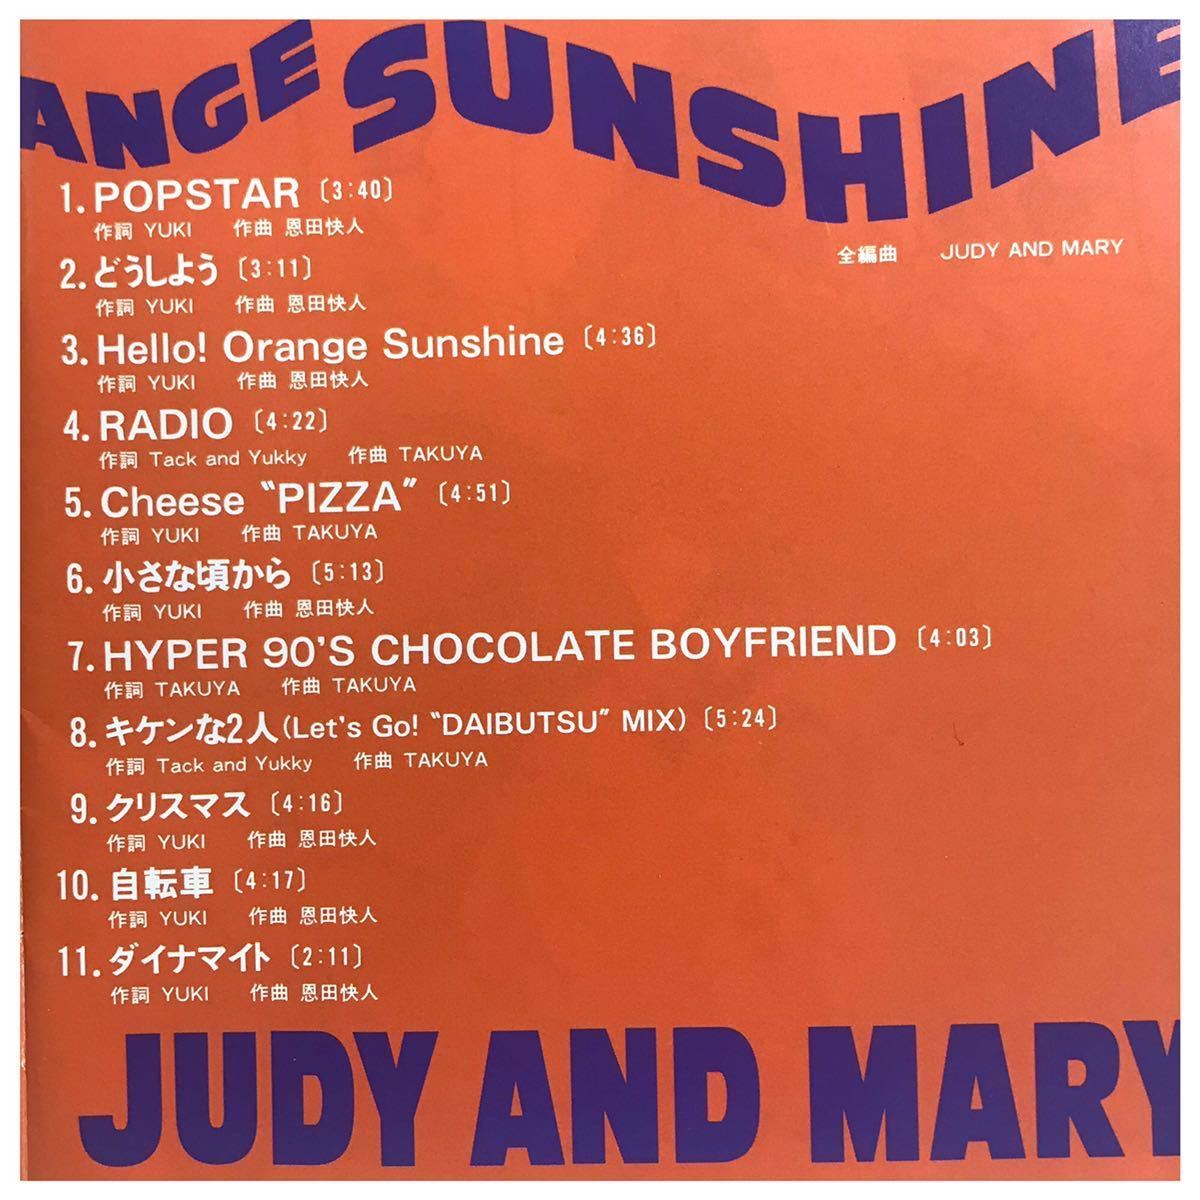 ANGE SUNSHINE
1. POPSTAR〔3:40〕
作詞 YUKI 作曲 恩田快人
全編曲 JUDY AND MARY
2. どうしよう〔3:11〕
作詞 YUKI 作曲 恩田快人
3. Hello! Orange Sunshine〔4:36〕
作詞 YUKI 作曲 恩田快人
4. RADIO〔4:22〕
作詞 Tack and Yukky 作曲 TAKUYA
5. Cheese “PIZZA”〔4:51〕
作詞 YUKI 作曲 TAKUYA
6. 小さな頃から〔5:13〕
作詞 YUKI 作曲 恩田快人
7. HYPER 90'S CHOCOLATE BOYFRIEND〔4:03〕
作詞 TAKUYA 作曲 TAKUYA
8. キケンな2人(Let's Go! “DAIBUTSU” MIX)〔5:24〕
作詞 Tack and Yukky 作曲 TAKUYA
9. クリスマス〔4:16〕
作詞 YUKI 作曲 恩田快人
10. 自転車〔4:17〕
作詞 YUKI 作曲 恩田快人
11. ダイナマイト〔2:11〕
作詞 YUKI 作曲 恩田快人
JUDY AND MARY